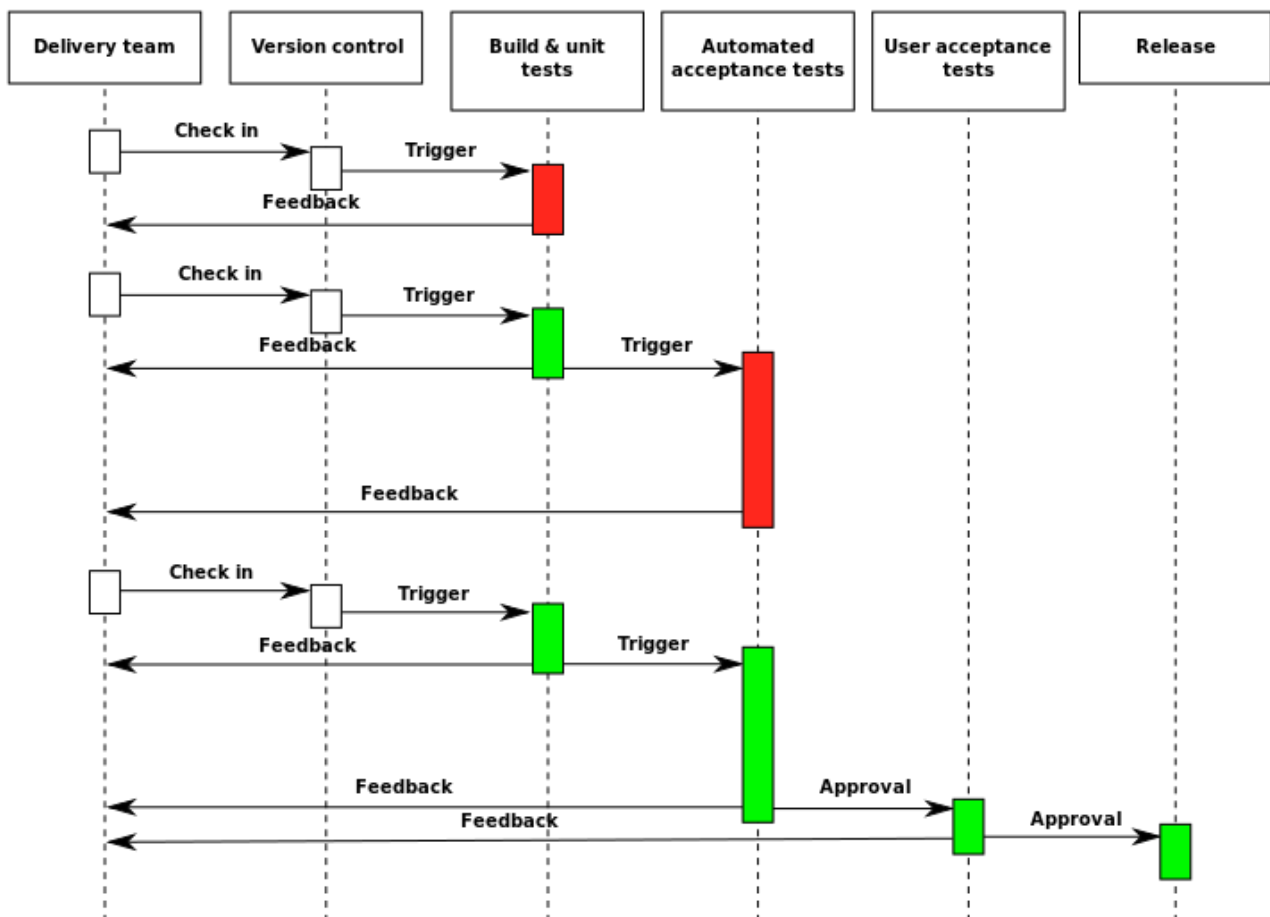 Delivery team
Version control
Build & unit
tests
Automated
acceptance tests
User acceptance
tests
Release
Check in
Trigger
Feedback
Check in
Trigger
Feedback
Trigger
Feedback
Check in
Trigger
Feedback
Trigger
Feedback
Approval
Feedback
Approval